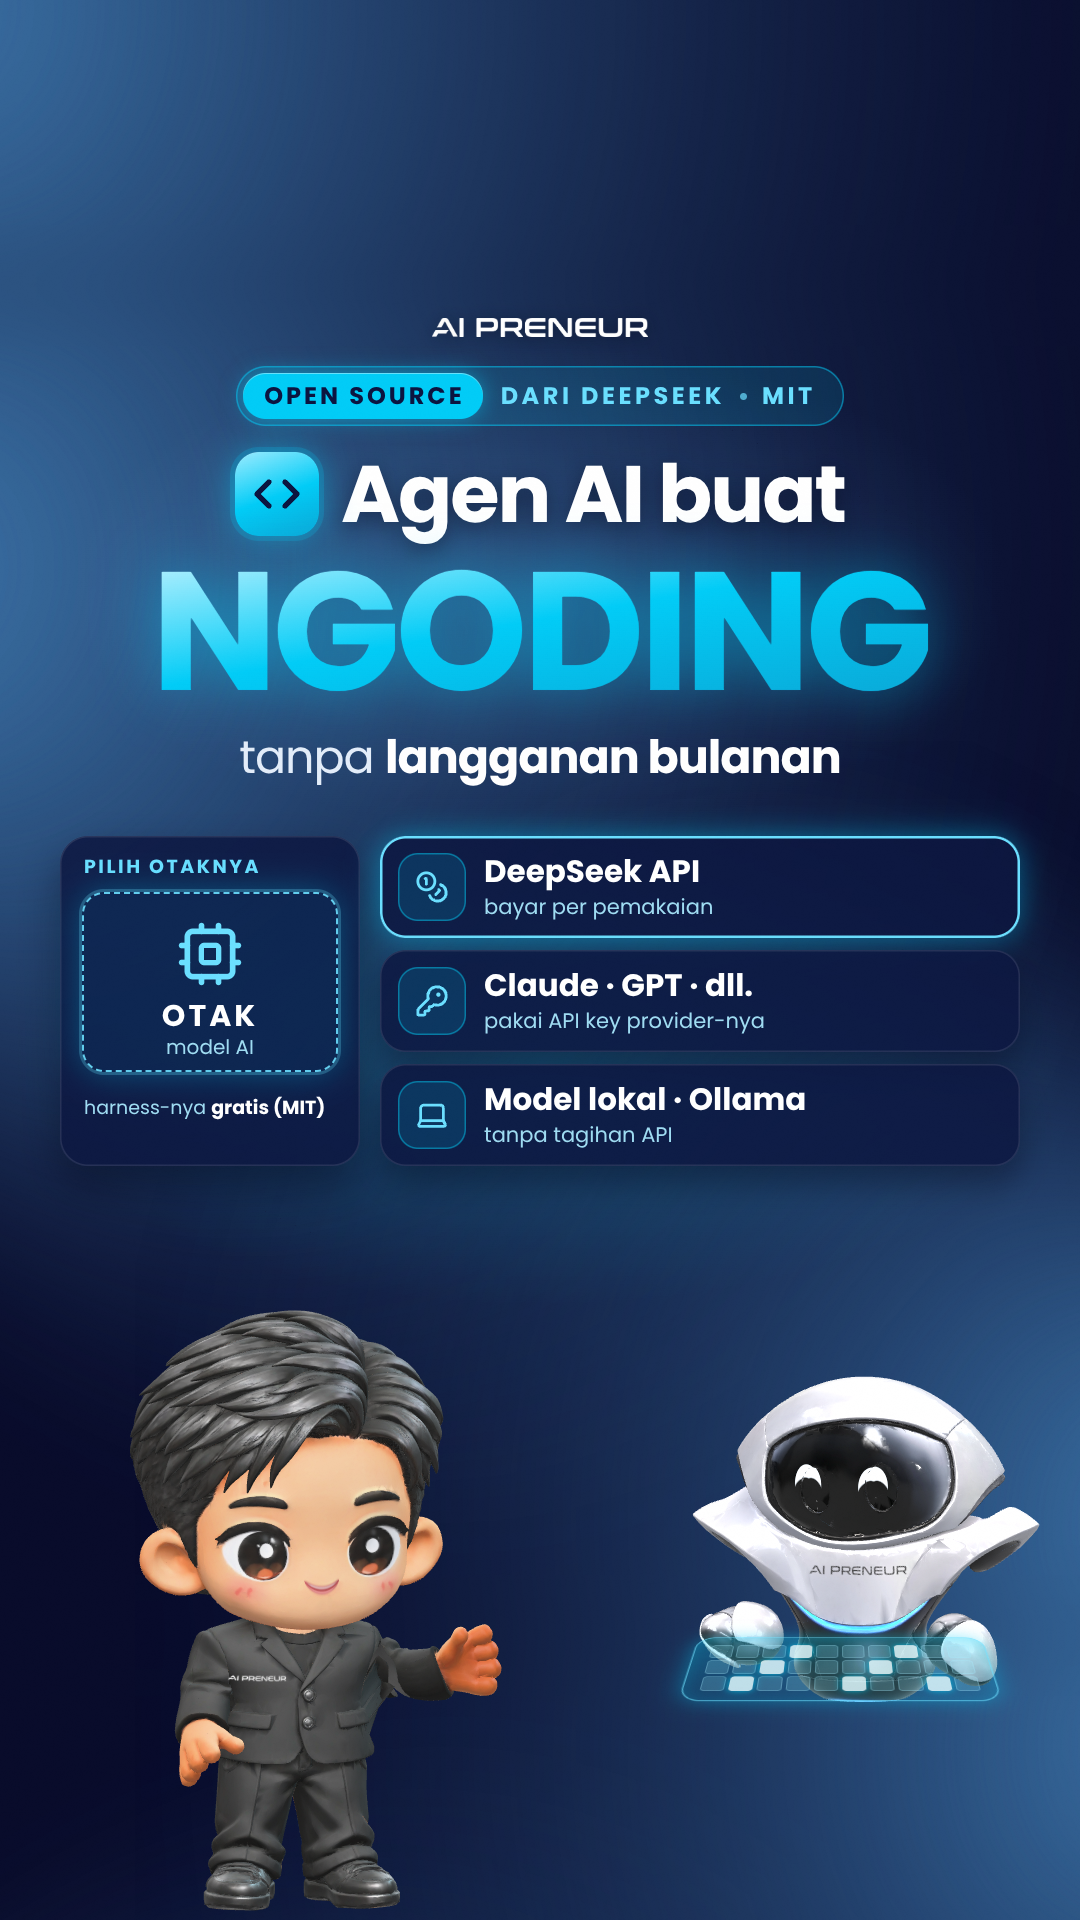 AI PRENEUR
OPEN SOURCE DARI DEEPSEEK • MIT
<> Agen AI buat
NGODING
tanpa langganan bulanan
PILIH OTAKNYA
OTAK
model AI
harness-nya gratis (MIT)
DeepSeek API
bayar per pemakaian
Claude · GPT · dll.
pakai API key provider-nya
Model lokal · Ollama
tanpa tagihan API
AI PRENEUR
AI PRENEUR